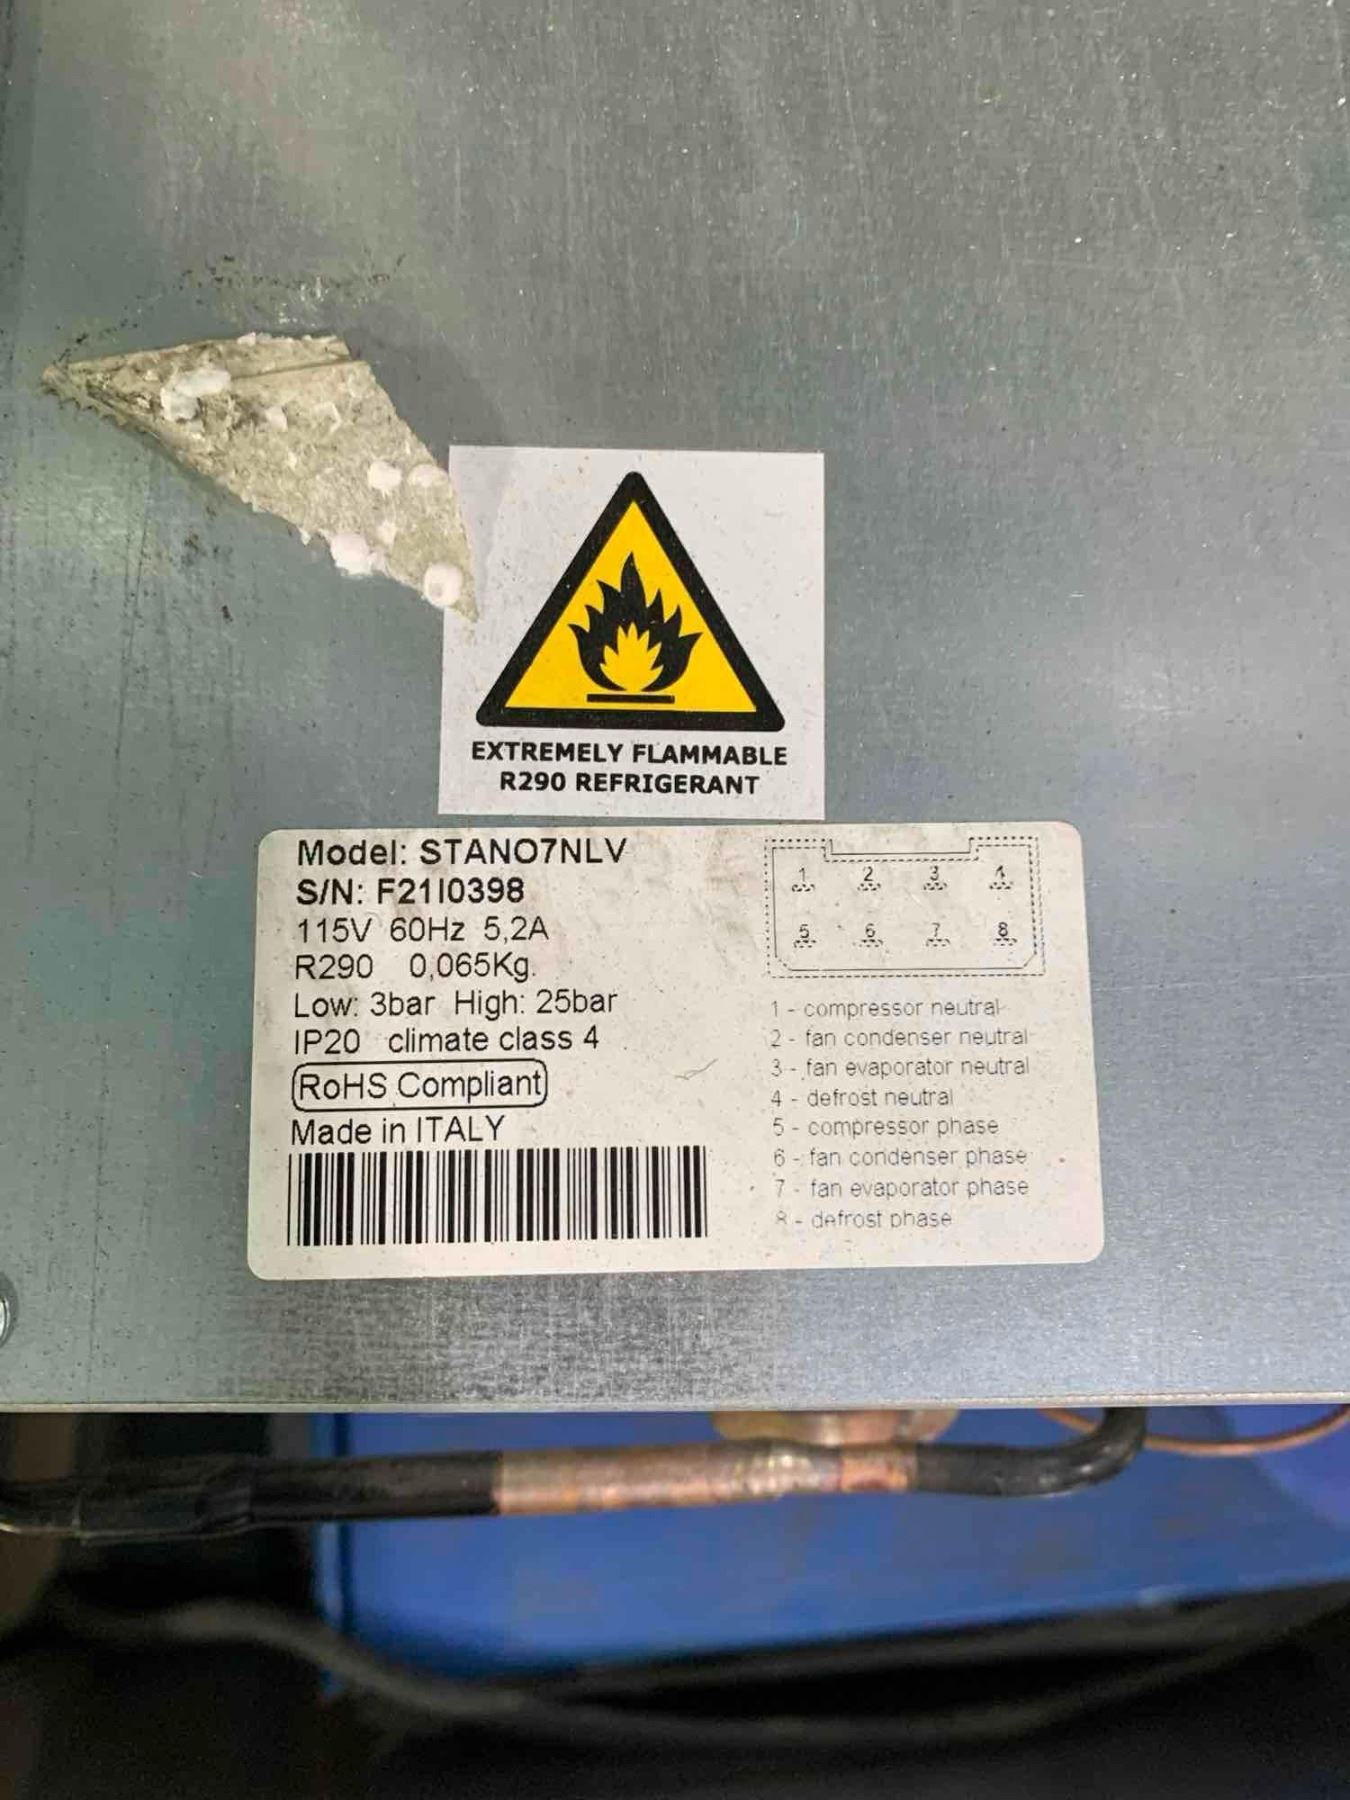 EXTREMELY FLAMMABLE
R290 REFRIGERANT
Model: STANO7NLV
S/N: F21I0398
115V 60Hz 5,2A
R290 0,065Kg.
Low: 3bar High: 25bar
IP20 climate class 4
RoHS Compliant
Made in ITALY
1 2 3 4
5 6 7 8
1 - compressor neutral
2 - fan condenser neutral
3 - fan evaporator neutral
4 - defrost neutral
5 - compressor phase
6 - fan condenser phase
7 - fan evaporator phase
8 - defrost phase